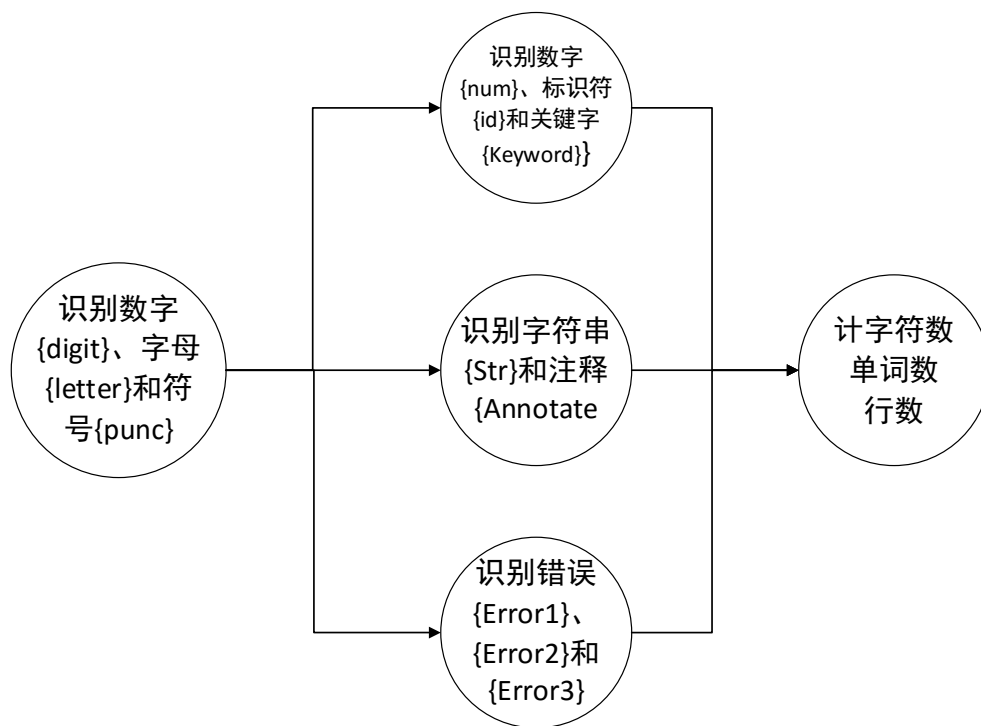 识别数字
{num}、标识符
{id}和关键字
{Keyword}}
识别数字
{digit}、字母
{letter}和符
号{punc}
识别字符串
{Str}和注释
{Annotate
识别错误
{Error1}、
{Error2}和
{Error3}
计字符数
单词数
行数